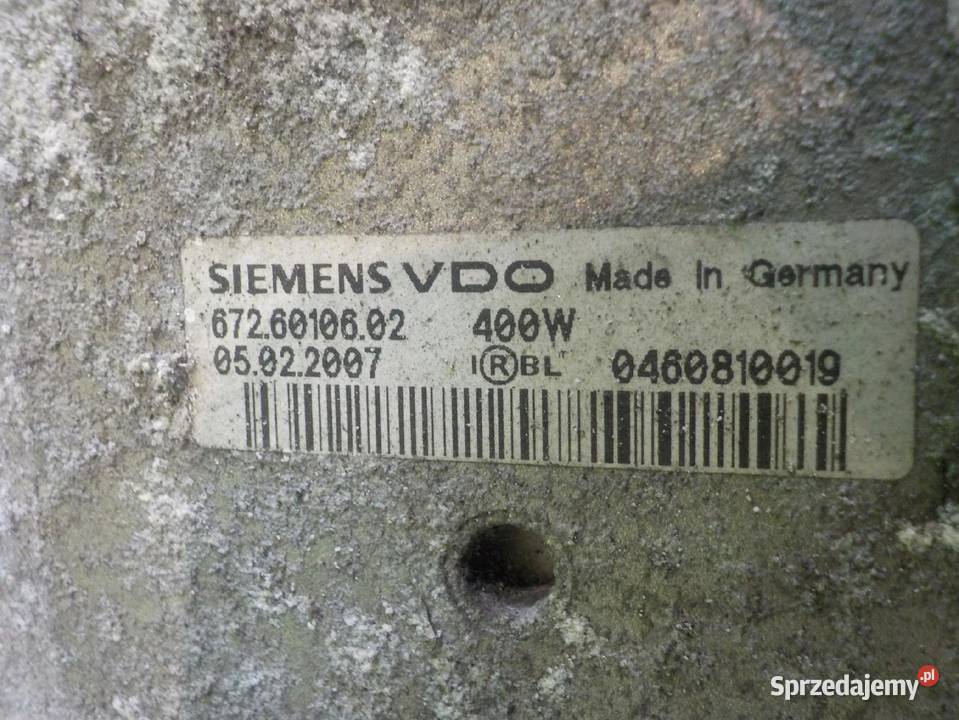 SIEMENS VDO Made In Germany
672.60106.02 400W
05.02.2007 I®BL 0460810019
Sprzedajemy.pl